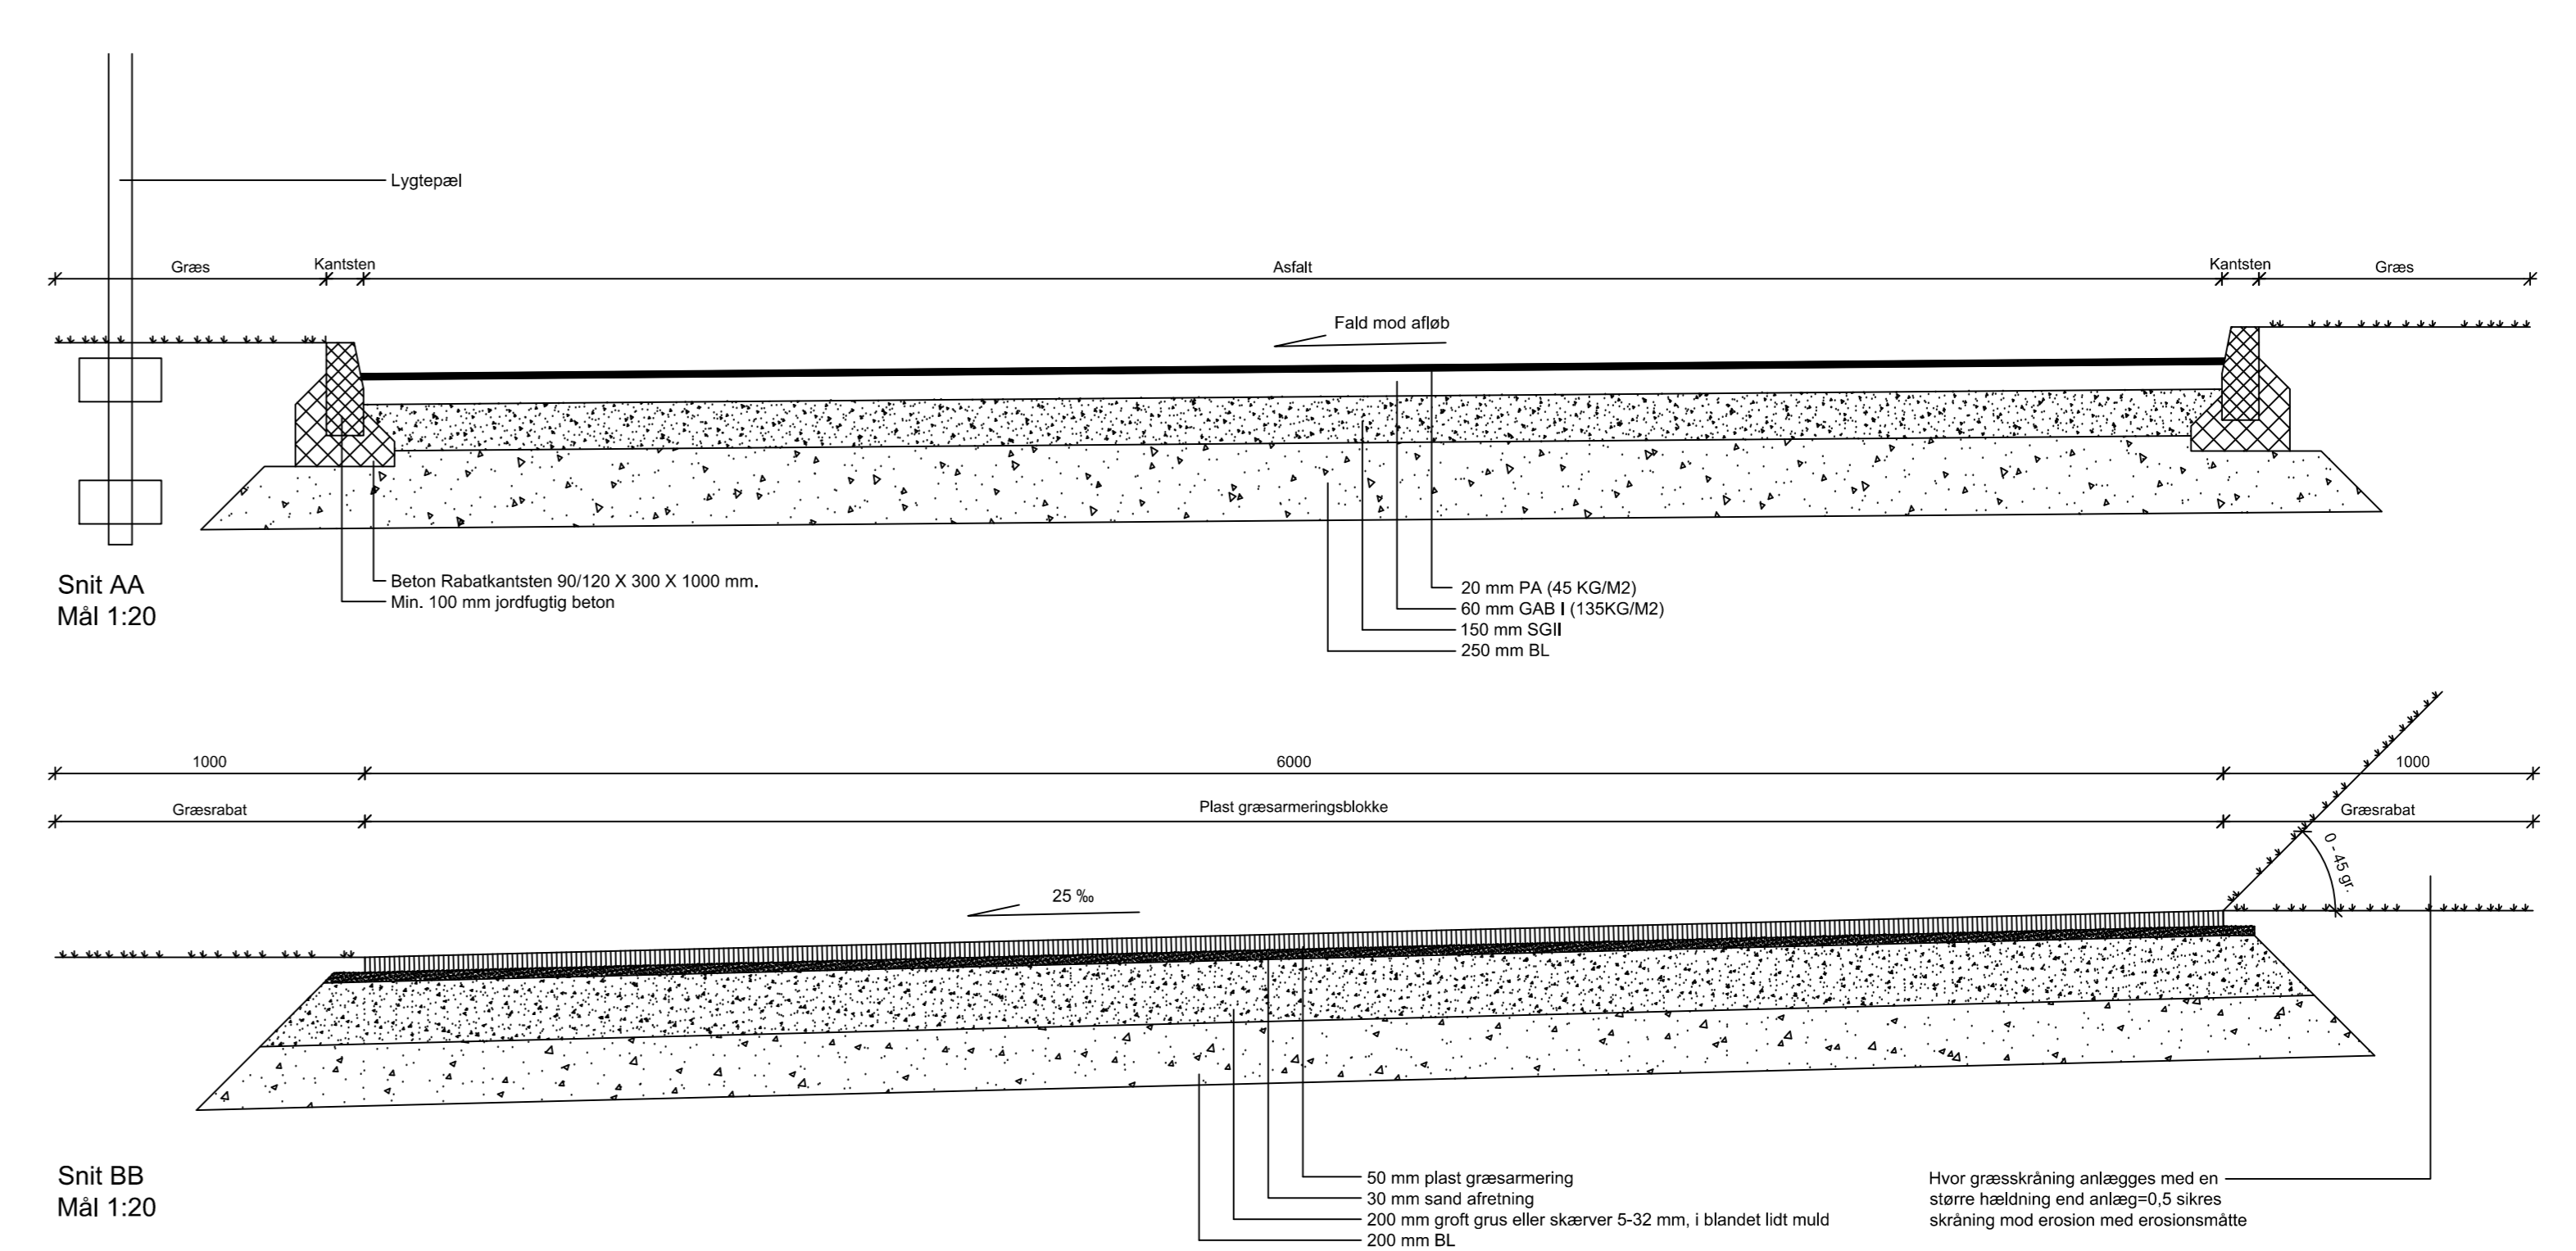 Lygtepæl
Græs
Kantsten
Asfalt
Kantsten
Græs
Fald mod afløb
Snit AA
Mål 1:20
Beton Rabatkantsten 90/120 X 300 X 1000 mm.
Min. 100 mm jordfugtig beton
20 mm PA (45 KG/M2)
60 mm GAB I (135KG/M2)
150 mm SGII
250 mm BL
1000
6000
1000
Græsrabat
Plast græsarmeringsblokke
Græsrabat
0 - 45 gr.
25 ‰
Snit BB
Mål 1:20
50 mm plast græsarmering
30 mm sand afretning
200 mm groft grus eller skærver 5-32 mm, i blandet lidt muld
200 mm BL
Hvor græsskråning anlægges med en
større hældning end anlæg=0,5 sikres
skråning mod erosion med erosionsmåtte